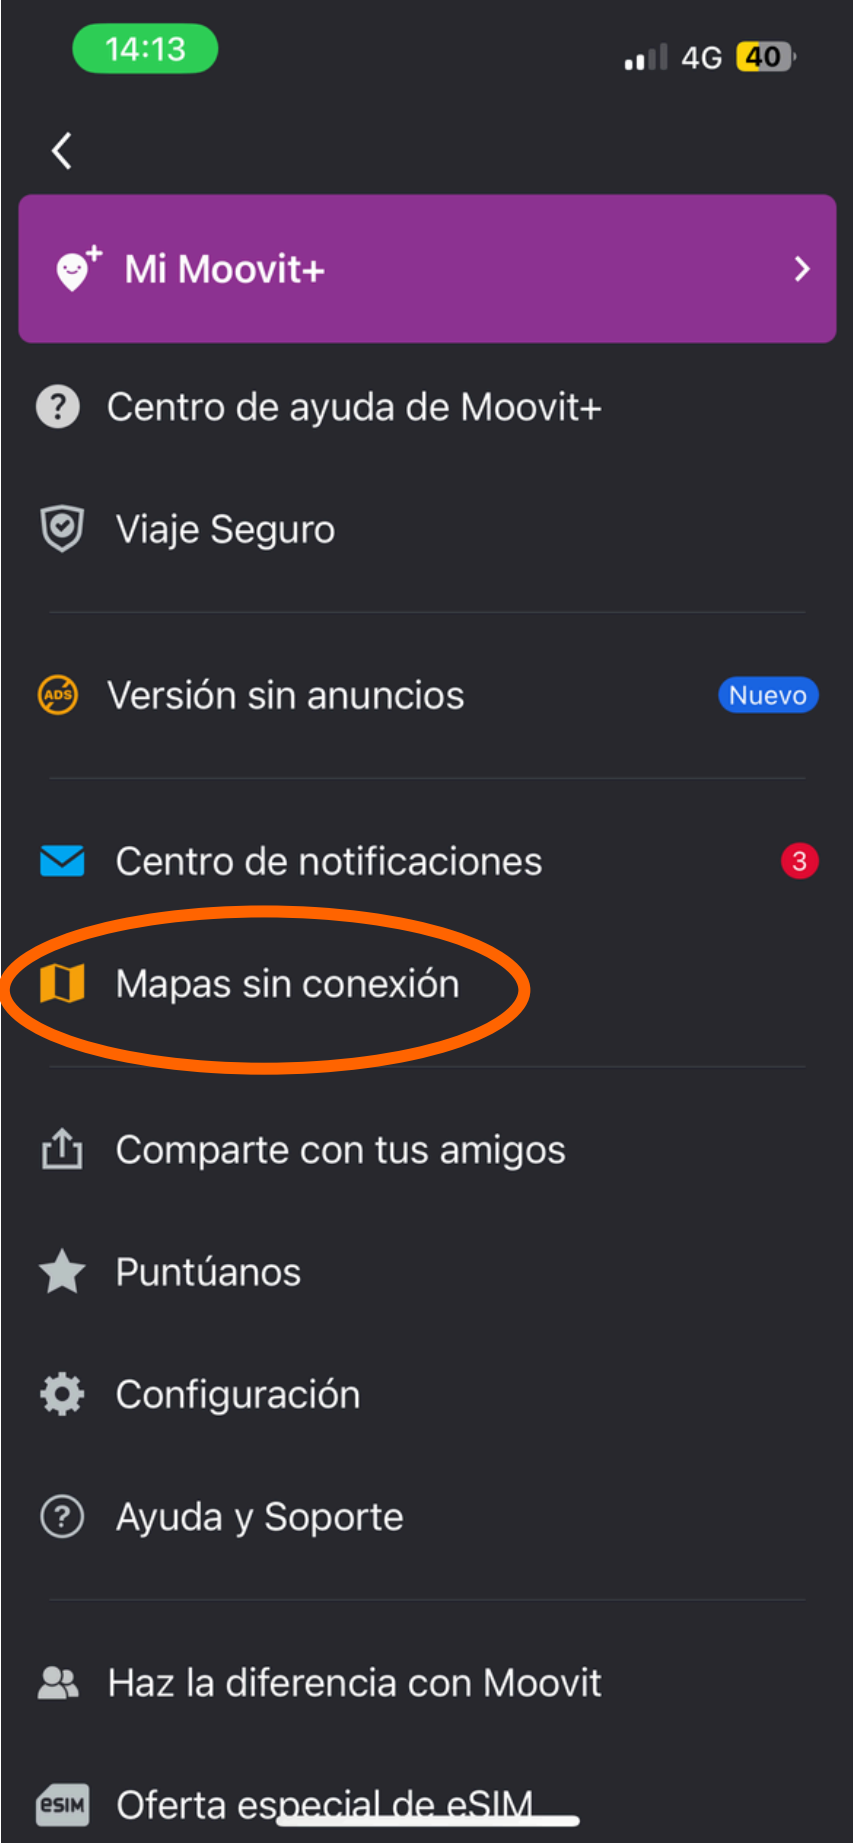 14:13
4G 40
Mi Moovit+
Centro de ayuda de Moovit+
Viaje Seguro
ADS Versión sin anuncios Nuevo
Centro de notificaciones 3
Mapas sin conexión
Comparte con tus amigos
Puntúanos
Configuración
Ayuda y Soporte
Haz la diferencia con Moovit
eSIM Oferta especial de eSIM